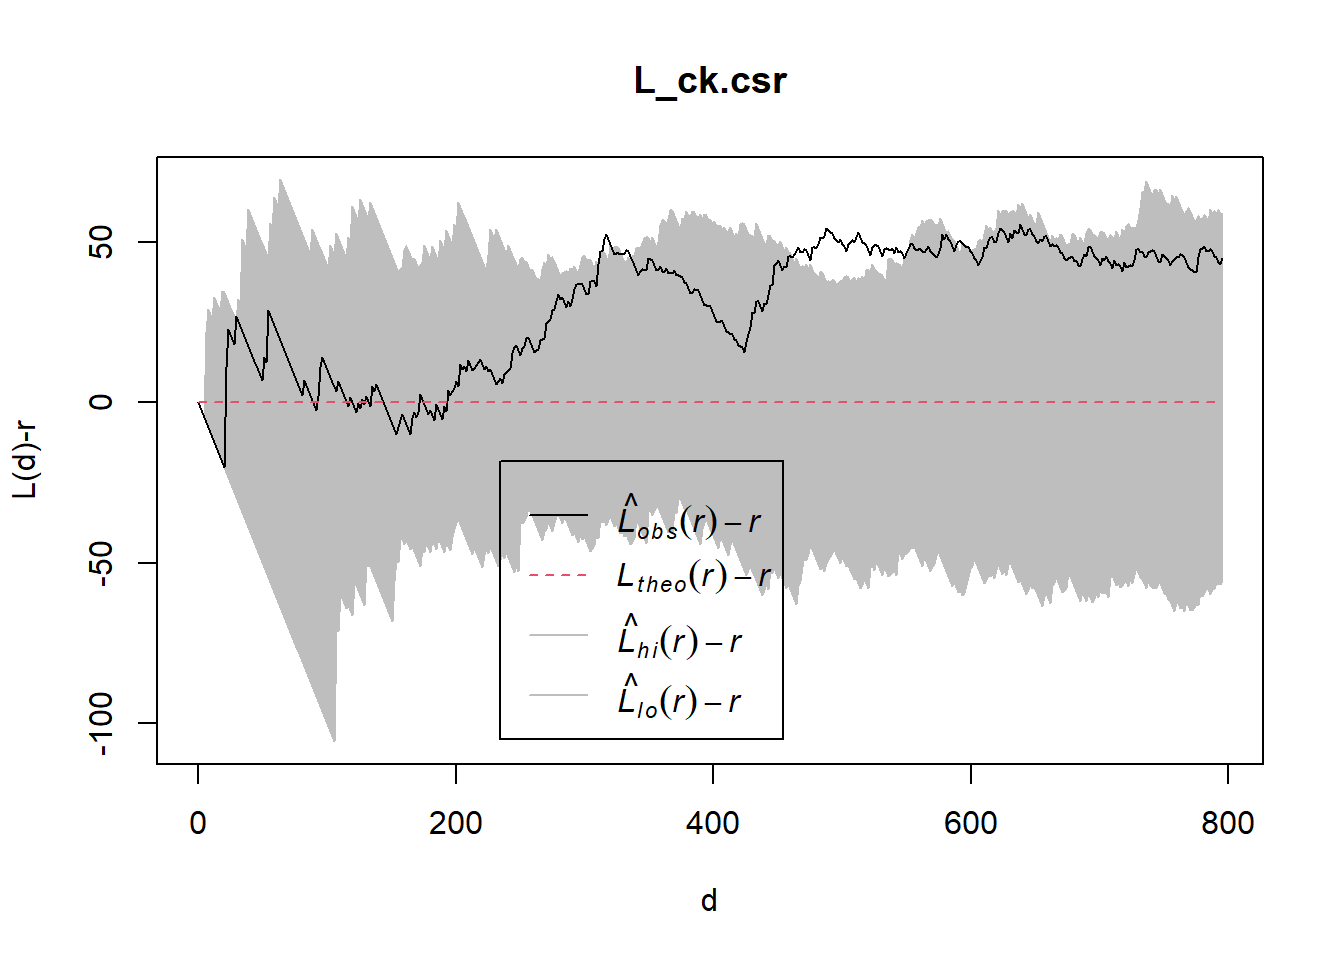 L_ck.csr
L(d)-r
50
0
-50
-100
L̂obs(r) − r
Ltheo(r) − r
L̂hi(r) − r
L̂lo(r) − r
0 200 400 600 800
d